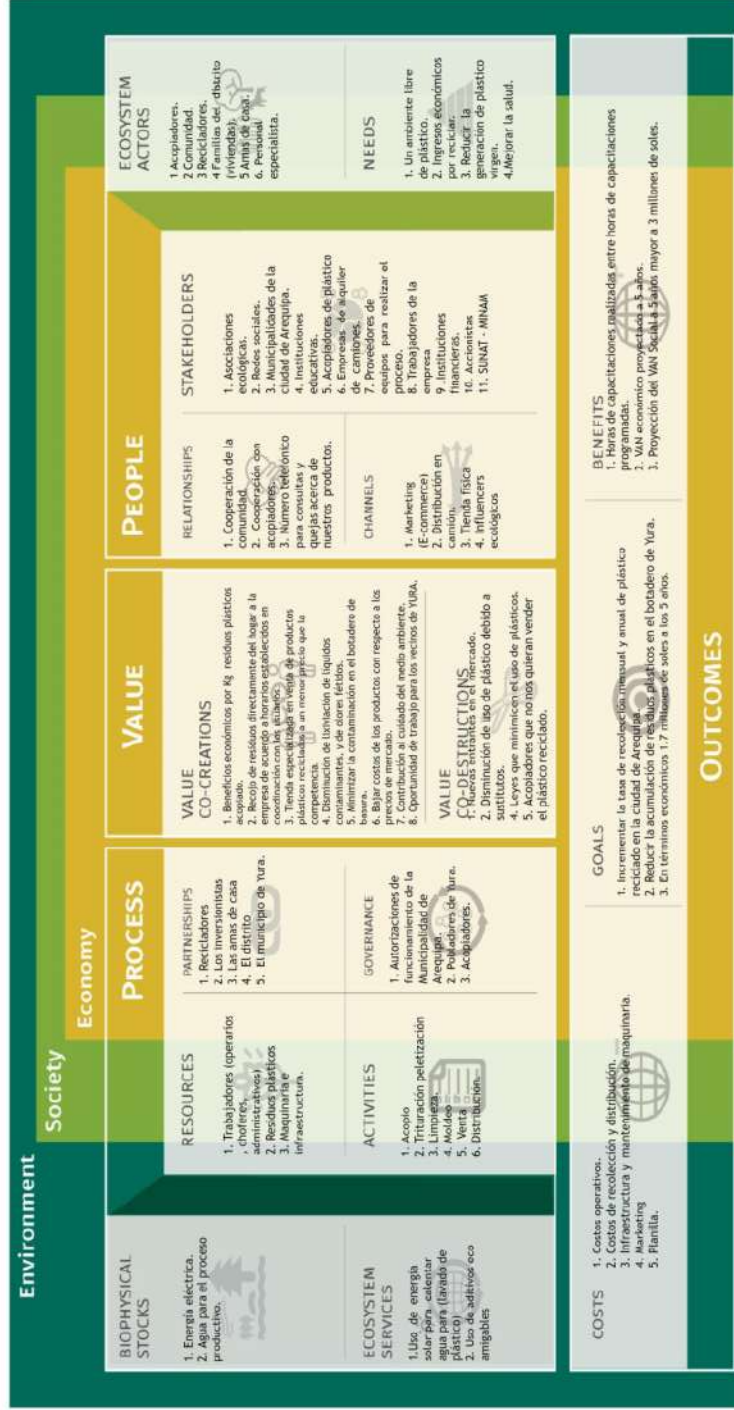 Environment
Society
Economy
BIOPHYSICAL
STOCKS
1. Energía eléctrica.
2. Agua para el proceso
productivo.
ECOSYSTEM
SERVICES
1.Uso de energía
solar para calentar
agua para (lavado de
plástico)
2. Uso de aditivos eco
amigables
PROCESS
RESOURCES
1. Trabajadores (operarios
, choferes,
administrativos)
2. Residuos plásticos
3. Maquinaria e
infraestructura.
PARTNERSHIPS
1. Recicladores
2. Los inversionistas
3. Las amas de casa
4. El distrito
5. El municipio de Yura.
ACTIVITIES
1. Acopio
2. Trituración peletización
3. Limpieza.
4. Moldeo
5. Venta
6. Distribución.
GOVERNANCE
1. Autorizaciones de
funcionamiento de la
Municipalidad de
Arequipa.
2. Pobladores de Yura.
3. Acopiadores.
VALUE
VALUE
CO-CREATIONS
1. Beneficios económicos por Kg residuos plásticos
acopiado.
2. Recojo de residuos directamente del hogar a la
empresa de acuerdo a horarios establecidos en
coordinación con los usuarios.
3. Tienda especializada en venta de productos
plásticos reciclados a un menor precio que la
competencia.
4. Disminución de lixiviación de líquidos
contaminantes, y de olores fétidos.
5. Minimizar la contaminación en el botadero de
basura.
6. Bajar costos de los productos con respecto a los
precios de mercado.
7. Contribución al cuidado del medio ambiente.
8. Oportunidad de trabajo para los vecinos de YURA.
VALUE
CO-DESTRUCTIONS
1. Nuevas entrantes en el mercado.
2. Disminución de uso de plástico debido a
sustitutos.
4. Leyes que minimicen el uso de plásticos.
5. Acopiadores que no nos quieran vender
el plástico reciclado.
PEOPLE
RELATIONSHIPS
1. Cooperación de la
comunidad.
2. Cooperación con
acopiadores.
3. Número telefónico
para consultas y
quejas acerca de
nuestros productos.
CHANNELS
1. Marketing
(E-commerce)
2. Distribución en
camión.
3. Tienda física
4. Influencers
ecológicos
STAKEHOLDERS
1. Asociaciones
ecológicas.
2. Redes sociales.
3. Municipalidades de la
ciudad de Arequipa.
4. Instituciones
educativas.
5. Acopiadores de plástico
6. Empresas de alquiler
de camiones.
7. Proveedores de
equipos para realizar el
proceso.
8. Trabajadores de la
empresa
9 .Instituciones
financieras.
10. Accionistas
11. SUNAT - MINAM
ECOSYSTEM
ACTORS
1 Acopiadores.
2 Comunidad.
3 Recicladores.
4 Familias del distrito
(viviendas).
5 Amas de casa.
6. Personal
especialista.
NEEDS
1. Un ambiente libre
de plástico.
2. Ingresos económicos
por reciclar.
3. Reducir la
generación de plastico
virgen.
4.Mejorar la salud.
COSTS
1. Costos operativos.
2. Costos de recolección y distribución.
3. Infraestructura y mantenimiento de maquinaria.
4. Marketing
5. Planilla.
GOALS
1. Incrementar la tasa de recolección mensual y anual de plástico
reciclado en la ciudad de Arequipa.
2. Reducir la acumulación de residuos plásticos en el botadero de Yura.
3. En términos económicos 1.7 millones de soles a los 5 años.
BENEFITS
1. Horas de capacitaciones realizadas entre horas de capacitaciones
programadas.
2. VAN económico proyectado a 5 años.
3. Proyección del VAN Social a 5 años mayor a 3 millones de soles.
OUTCOMES